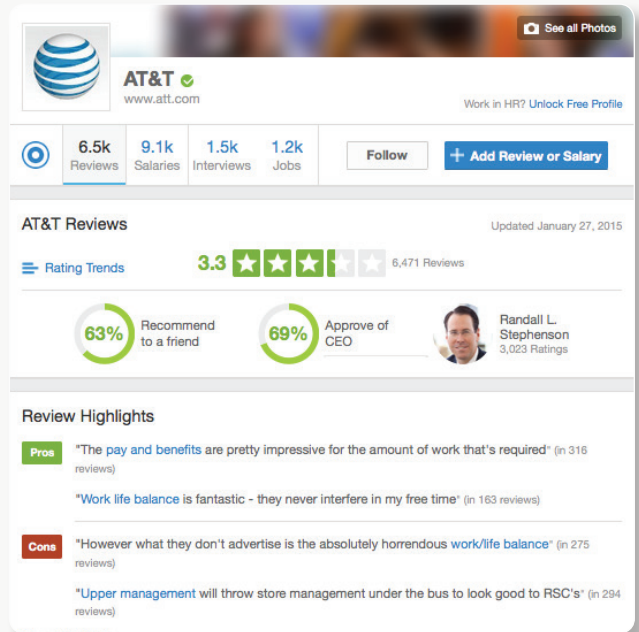 See all Photos
AT&T
www.att.com
Work in HR? Unlock Free Profile
6.5k Reviews
9.1k Salaries
1.5k Interviews
1.2k Jobs
Follow
+ Add Review or Salary
AT&T Reviews
Updated January 27, 2015
Rating Trends
3.3
6,471 Reviews
63%
Recommend
to a friend
69%
Approve of
CEO
Randall L.
Stephenson
3,023 Ratings
Review Highlights
Pros
"The pay and benefits are pretty impressive for the amount of work that's required" (in 316
reviews)
"Work life balance is fantastic - they never interfere in my free time" (in 163 reviews)
Cons
"However what they don't advertise is the absolutely horrendous work/life balance" (in 275
reviews)
"Upper management will throw store management under the bus to look good to RSC's" (in 294
reviews)